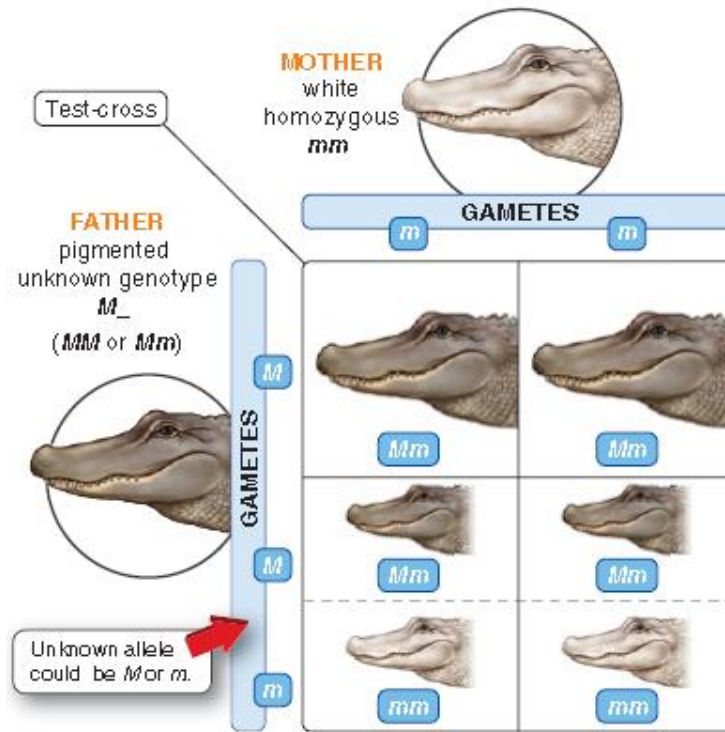 MOTHER
white
homozygous
mm
Test-cross
GAMETES
m
m
FATHER
pigmented
unknown genotype
M_
(MM or Mm)
GAMETES
M
Mm
Mm
M
Mm
Mm
Unknown allele
could be M or m.
m
mm
mm